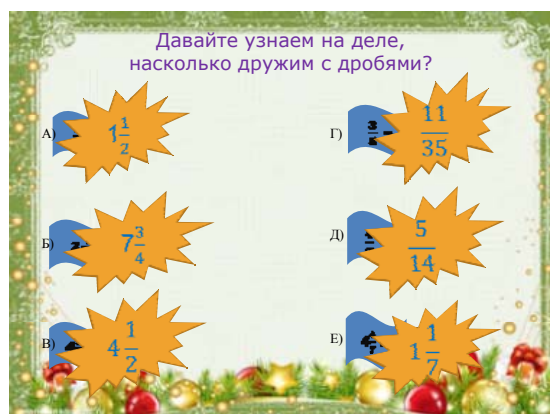 Давайте узнаем на деле,
насколько дружим с дробями?
А) 1 1/2
Б) 7 3/4
В) 4 1/2
Г) 11/35
Д) 5/14
Е) 1 1/7